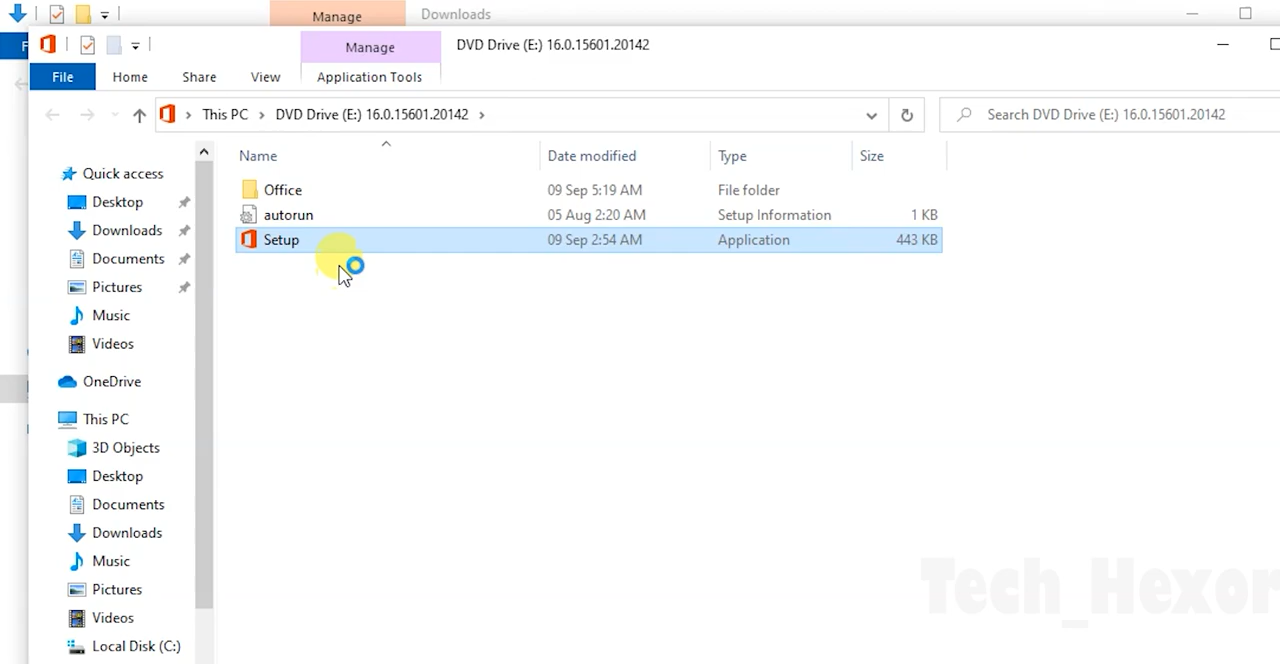 Manage Downloads
Manage DVD Drive (E:) 16.0.15601.20142
File Home Share View Application Tools
This PC DVD Drive (E:) 16.0.15601.20142 Search DVD Drive (E:) 16.0.15601.20142
Name Date modified Type Size
Quick access
Desktop
Downloads
Documents
Pictures
Music
Videos
OneDrive
This PC
3D Objects
Desktop
Documents
Downloads
Music
Pictures
Videos
Local Disk (C:)
Office 09 Sep 5:19 AM File folder
autorun 05 Aug 2:20 AM Setup Information 1 KB
Setup 09 Sep 2:54 AM Application 443 KB
Tech_Hexor